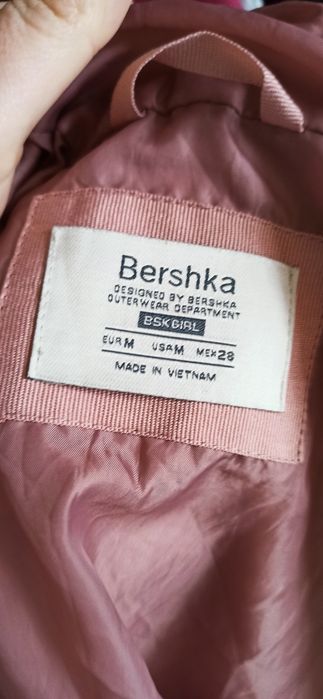 Bershka
DESIGNED BY BERSHKA
OUTERWEAR DEPARTMENT
BSKGIRL
EUR M USA M MEX 28
MADE IN VIETNAM